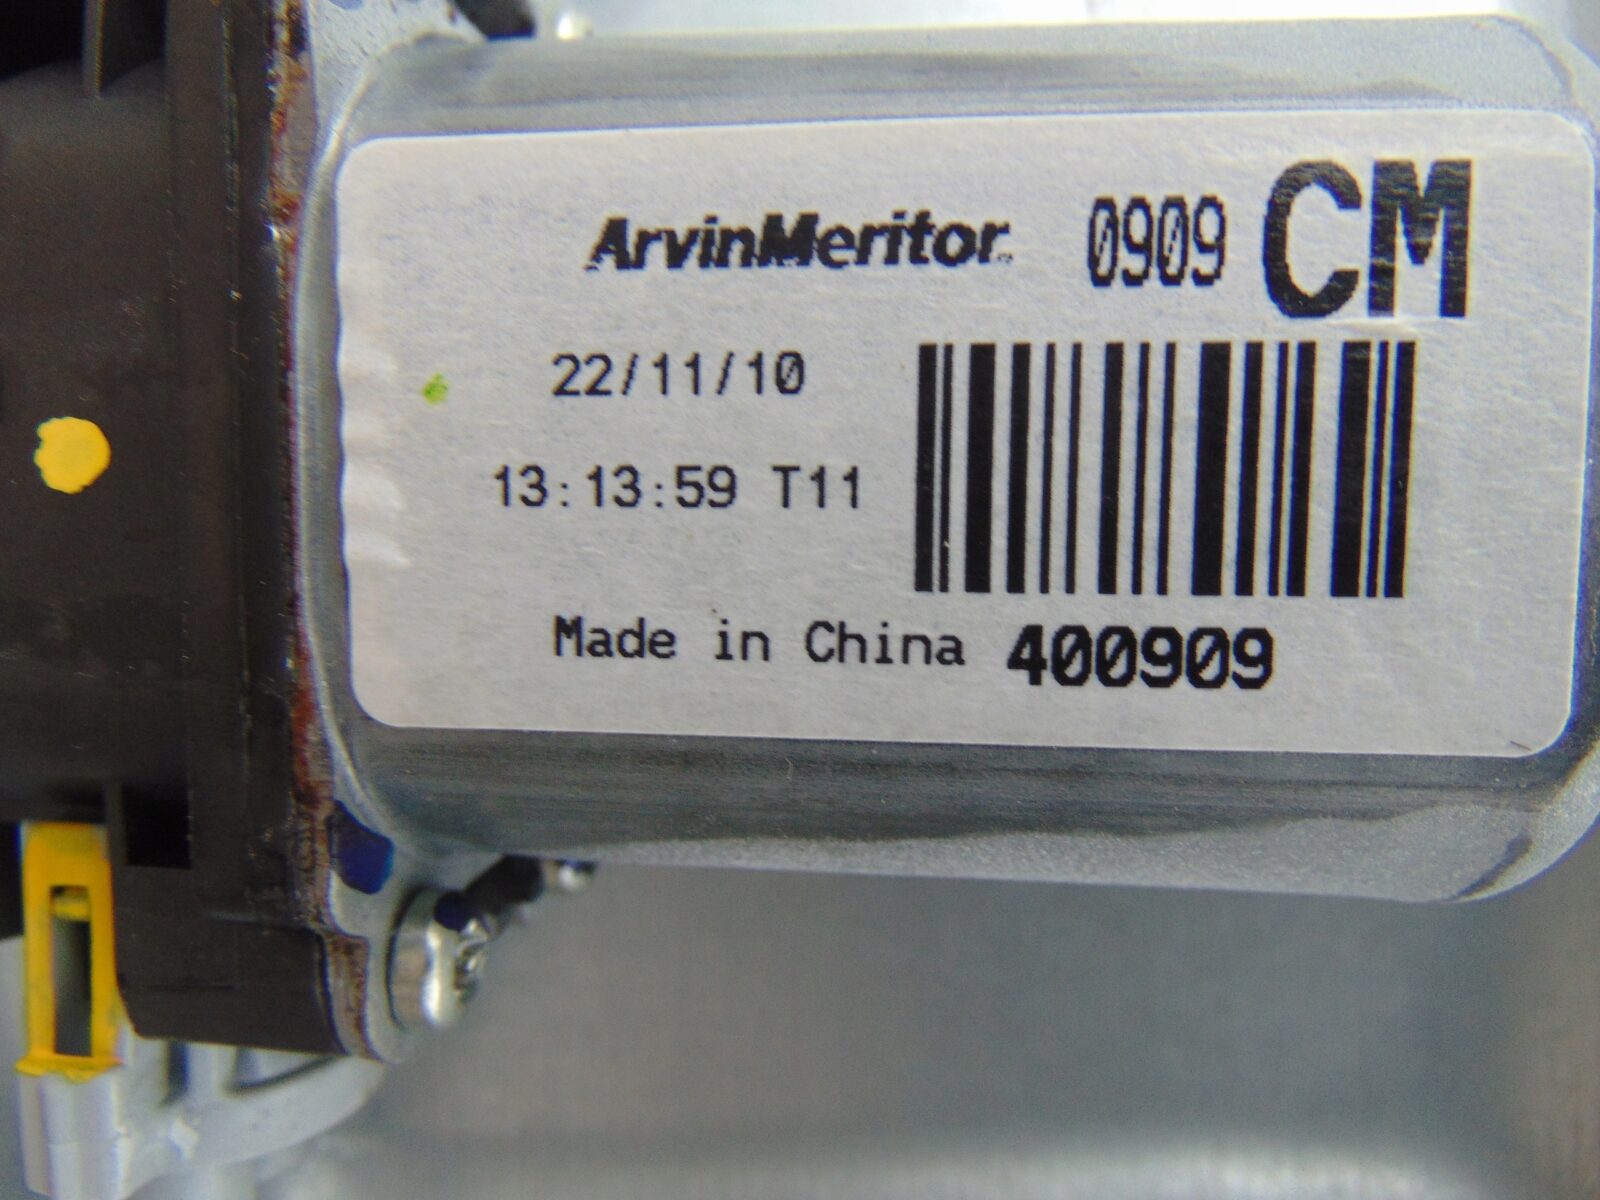 ArvinMeritor 0909 CM
22/11/10
13:13:59 T11
Made in China 400909